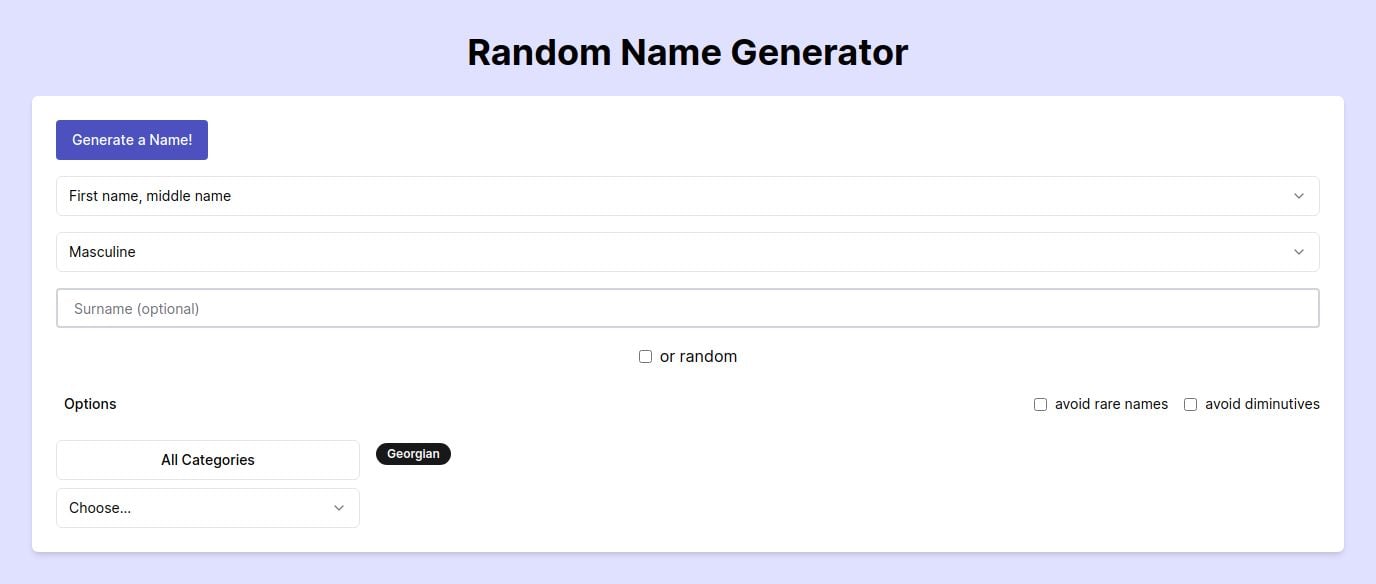 Random Name Generator
Generate a Name!
First name, middle name
Masculine
Surname (optional)
or random
Options
avoid rare names
avoid diminutives
All Categories
Georgian
Choose...